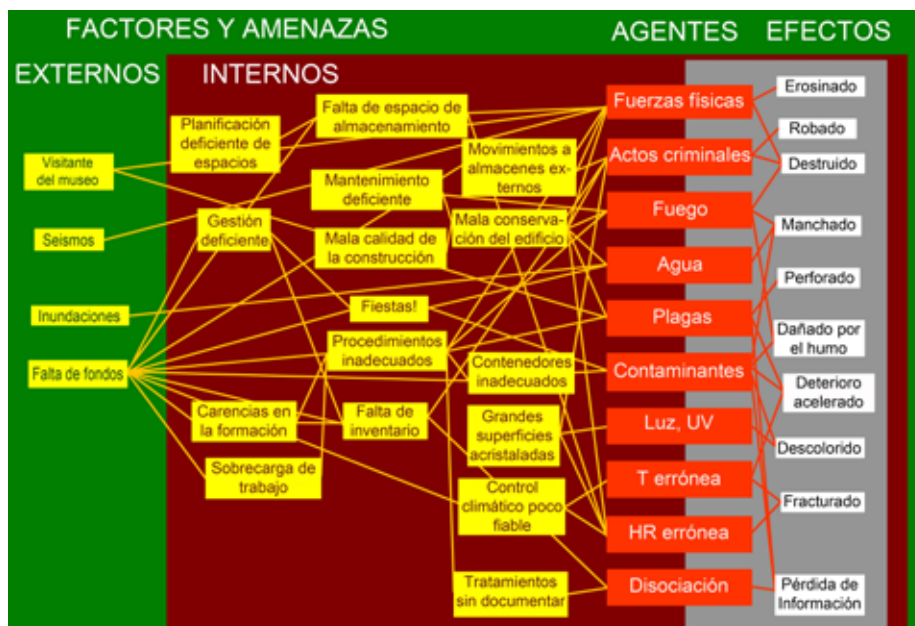 FACTORES Y AMENAZAS
AGENTES
EFECTOS
EXTERNOS
INTERNOS
Visitante
del museo
Seismos
Inundaciones
Falta de fondos
Planificación
deficiente de
espacios
Gestión
deficiente
Carencias en
la formación
Sobrecarga de
trabajo
Falta de espacio de
almacenamiento
Mantenimiento
deficiente
Mala calidad de
la construcción
Fiestas!
Procedimientos
inadecuados
Falta de
inventario
Movimientos a
almacenes ex-
ternos
Mala conserva-
ción del edificio
Contenedores
inadecuados
Grandes
superficies
acristaladas
Control
climático poco
fiable
Tratamientos
sin documentar
Fuerzas físicas
Actos criminales
Fuego
Agua
Plagas
Contaminantes
Luz, UV
T errónea
HR errónea
Disociación
Erosinado
Robado
Destruido
Manchado
Perforado
Dañado por
el humo
Deterioro
acelerado
Descolorido
Fracturado
Pérdida de
Información